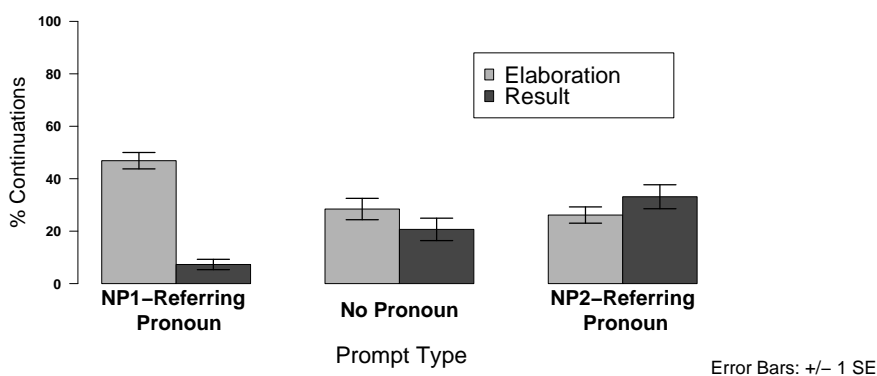 % Continuations
100
80
60
40
20
0
Elaboration
Result
NP1−Referring
Pronoun
No Pronoun
NP2−Referring
Pronoun
Prompt Type
Error Bars: +/− 1 SE